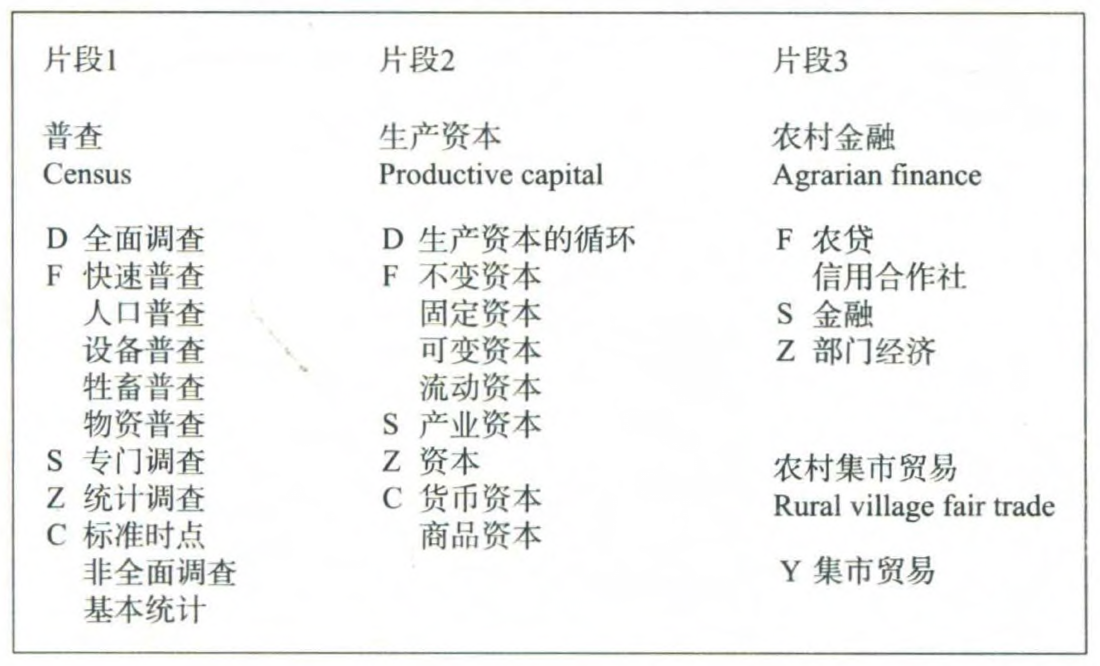 片段1
普查
Census
D 全面调查
F 快速普查
人口普查
设备普查
牲畜普查
物资普查
S 专门调查
Z 统计调查
C 标准时点
非全面调查
基本统计
片段2
生产资本
Productive capital
D 生产资本的循环
F 不变资本
固定资本
可变资本
流动资本
S 产业资本
Z 资本
C 货币资本
商品资本
片段3
农村金融
Agrarian finance
F 农贷
信用合作社
S 金融
Z 部门经济
农村集市贸易
Rural village fair trade
Y 集市贸易